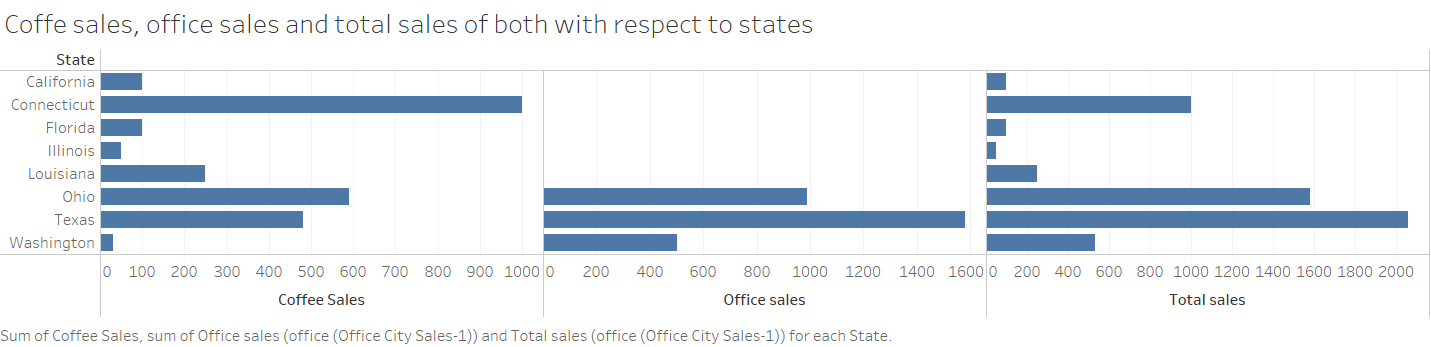 Coffe sales, office sales and total sales of both with respect to states
State
California
Connecticut
Florida
Illinois
Louisiana
Ohio
Texas
Washington
0 100 200 300 400 500 600 700 800 900 1000 0 200 400 600 800 1000 1200 1400 1600 0 200 400 600 800 1000 1200 1400 1600 1800 2000
Coffee Sales Office sales Total sales
Sum of Coffee Sales, sum of Office sales (office (Office City Sales-1)) and Total sales (office (Office City Sales-1)) for each State.